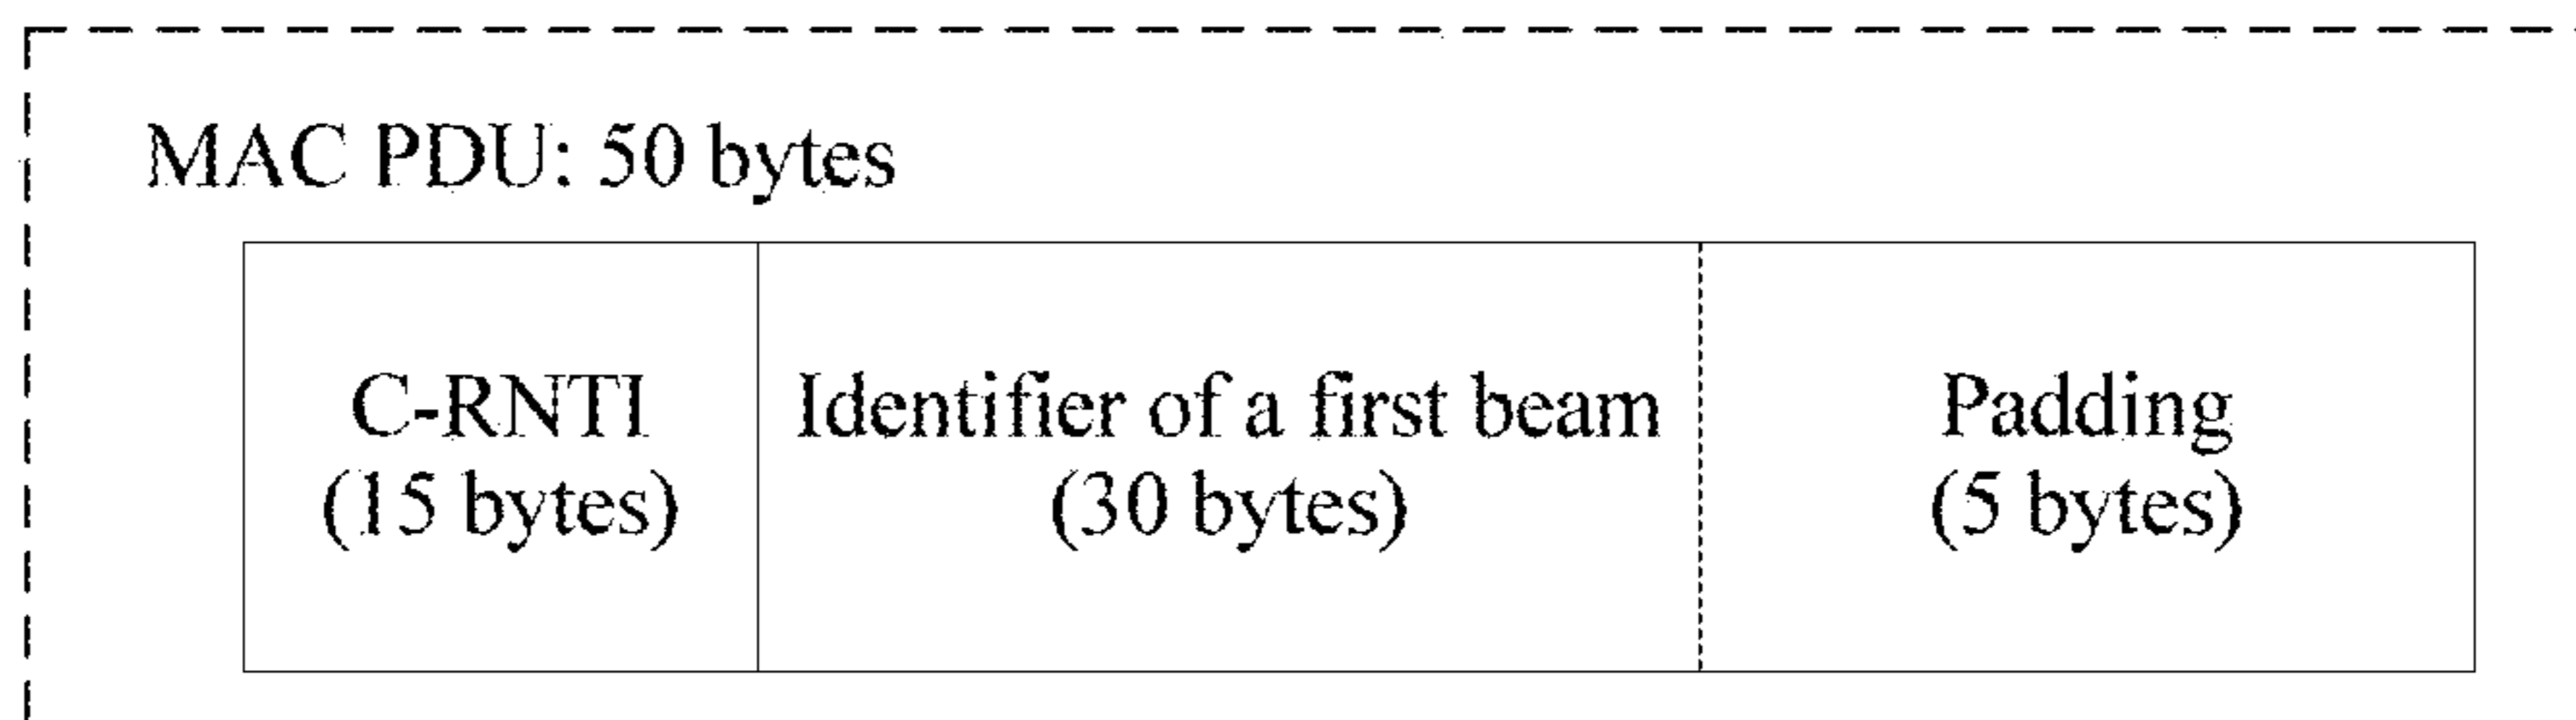 MAC PDU: 50 bytes
C-RNTI
(15 bytes)
Identifier of a first beam
(30 bytes)
Padding
(5 bytes)